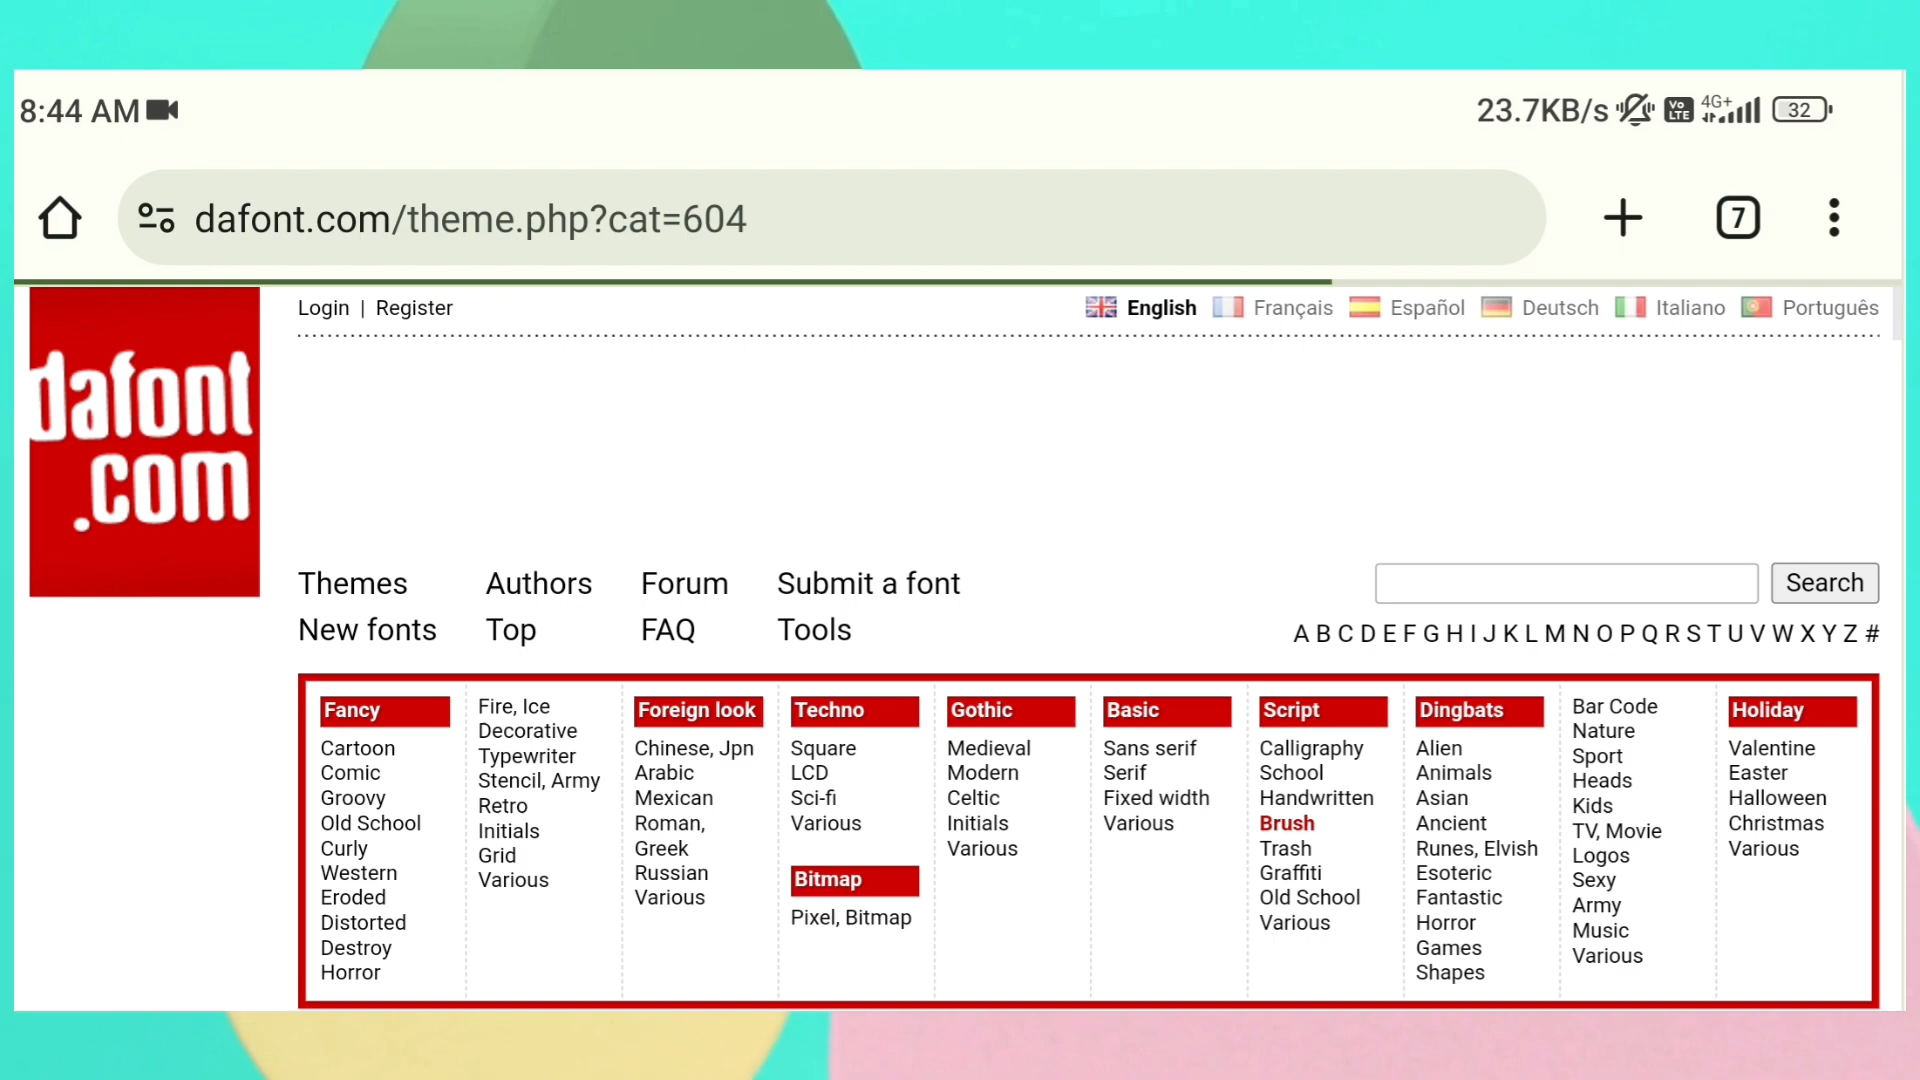 8:44 AM
23.7KB/s Vo LTE 4G+ 32
dafont.com/theme.php?cat=604
7
dafont
.com
Login | Register
English Français Español Deutsch Italiano Português
Themes Authors Forum Submit a font
New fonts Top FAQ Tools
Search
A B C D E F G H I J K L M N O P Q R S T U V W X Y Z #
Fancy
Cartoon
Comic
Groovy
Old School
Curly
Western
Eroded
Distorted
Destroy
Horror
Fire, Ice
Decorative
Typewriter
Stencil, Army
Retro
Initials
Grid
Various
Foreign look
Chinese, Jpn
Arabic
Mexican
Roman,
Greek
Russian
Various
Techno
Square
LCD
Sci-fi
Various
Bitmap
Pixel, Bitmap
Gothic
Medieval
Modern
Celtic
Initials
Various
Basic
Sans serif
Serif
Fixed width
Various
Script
Calligraphy
School
Handwritten
Brush
Trash
Graffiti
Old School
Various
Dingbats
Alien
Animals
Asian
Ancient
Runes, Elvish
Esoteric
Fantastic
Horror
Games
Shapes
Bar Code
Nature
Sport
Heads
Kids
TV, Movie
Logos
Sexy
Army
Music
Various
Holiday
Valentine
Easter
Halloween
Christmas
Various